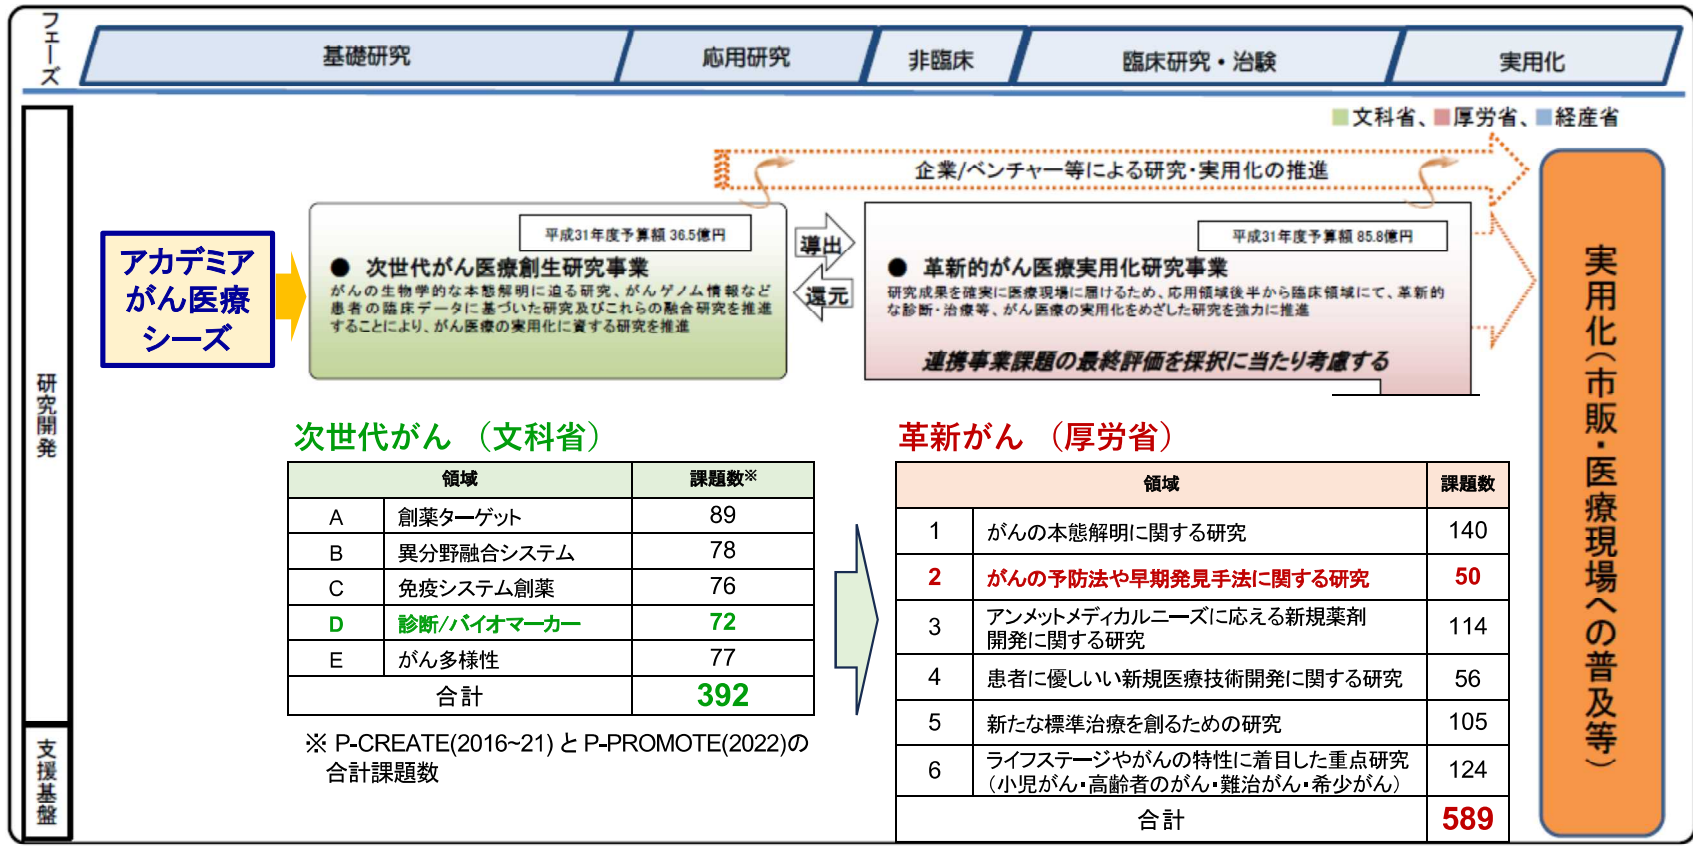 フェーズ
基礎研究
応用研究
非臨床
臨床研究・治験
実用化
文科省、厚労省、経産省
企業/ベンチャー等による研究・実用化の推進
研究開発
支援基盤
アカデミア
がん医療
シーズ
平成31年度予算額 36.5億円
● 次世代がん医療創生研究事業
がんの生物学的な本態解明に迫る研究、がんゲノム情報など
患者の臨床データに基づいた研究及びこれらの融合研究を推進
することにより、がん医療の実用化に資する研究を推進
導出
還元
平成31年度予算額 85.8億円
● 革新的がん医療実用化研究事業
研究成果を確実に医療現場に届けるため、応用領域後半から臨床領域にて、革新的
な診断・治療等、がん医療の実用化をめざした研究を強力に推進
連携事業課題の最終評価を採択に当たり考慮する
実用化(市販・医療現場への普及等)
次世代がん （文科省）
領域 課題数※
A 創薬ターゲット 89
B 異分野融合システム 78
C 免疫システム創薬 76
D 診断/バイオマーカー 72
E がん多様性 77
合計 392
※ P-CREATE(2016~21) と P-PROMOTE(2022)の
合計課題数
革新がん （厚労省）
領域 課題数
1 がんの本態解明に関する研究 140
2 がんの予防法や早期発見手法に関する研究 50
3 アンメットメディカルニーズに応える新規薬剤
開発に関する研究 114
4 患者に優しいい新規医療技術開発に関する研究 56
5 新たな標準治療を創るための研究 105
6 ライフステージやがんの特性に着目した重点研究
（小児がん・高齢者のがん・難治がん・希少がん） 124
合計 589